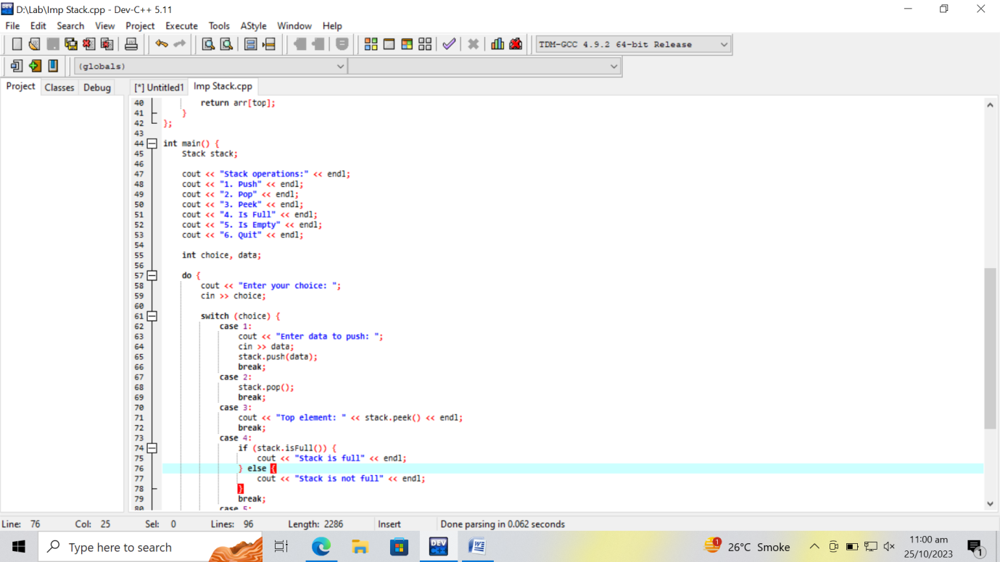 D:\Lab\Imp Stack.cpp - Dev-C++ 5.11
File Edit Search View Project Execute Tools AStyle Window Help
TDM-GCC 4.9.2 64-bit Release
(globals)
Project Classes Debug [*] Untitled1 Imp Stack.cpp
40 return arr[top];
41 }
42 };
43
44 int main() {
45 Stack stack;
46
47 cout << "Stack operations:" << endl;
48 cout << "1. Push" << endl;
49 cout << "2. Pop" << endl;
50 cout << "3. Peek" << endl;
51 cout << "4. Is Full" << endl;
52 cout << "5. Is Empty" << endl;
53 cout << "6. Quit" << endl;
54
55 int choice, data;
56
57 do {
58 cout << "Enter your choice: ";
59 cin >> choice;
60
61 switch (choice) {
62 case 1:
63 cout << "Enter data to push: ";
64 cin >> data;
65 stack.push(data);
66 break;
67 case 2:
68 stack.pop();
69 break;
70 case 3:
71 cout << "Top element: " << stack.peek() << endl;
72 break;
73 case 4:
74 if (stack.isFull()) {
75 cout << "Stack is full" << endl;
76 } else {
77 cout << "Stack is not full" << endl;
78 }
79 break;
80 case 5:
Line: 76 Col: 25 Sel: 0 Lines: 96 Length: 2286 Insert Done parsing in 0.062 seconds
Type here to search DEV C++ 1 26°C Smoke 11:00 am
25/10/2023 1